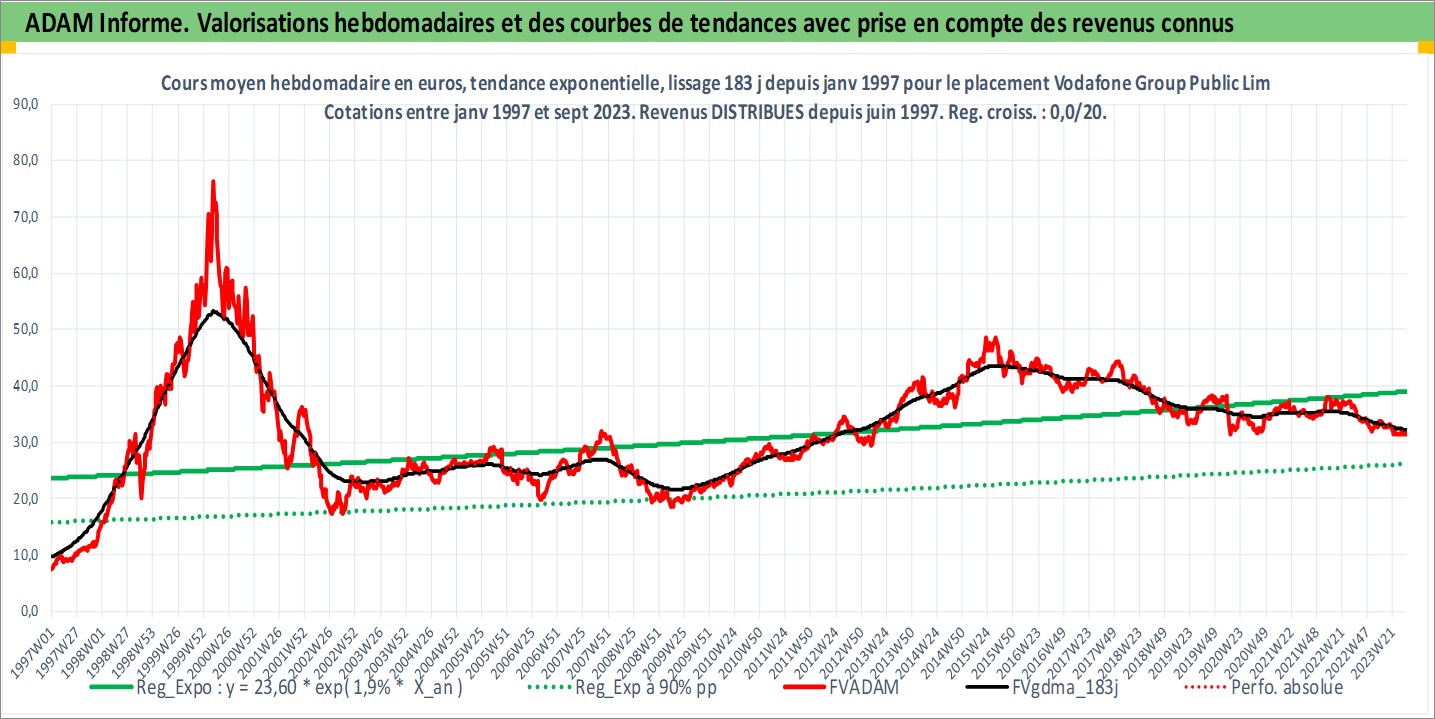 ADAM Informe. Valorisations hebdomadaires et des courbes de tendances avec prise en compte des revenus connus
Cours moyen hebdomadaire en euros, tendance exponentielle, lissage 183 j depuis janv 1997 pour le placement Vodafone Group Public Lim
Cotations entre janv 1997 et sept 2023. Revenus DISTRIBUES depuis juin 1997. Reg. croiss. : 0,0/20.
90,0
80,0
70,0
60,0
50,0
40,0
30,0
20,0
10,0
0,0
1997W01
1997W27
1998W01
1998W27
1998W53
1999W26
1999W52
2000W26
2000W52
2001W26
2001W52
2002W26
2002W52
2003W26
2003W52
2004W26
2004W52
2005W25
2005W51
2006W25
2006W51
2007W25
2007W51
2008W25
2008W51
2009W25
2009W51
2010W24
2010W50
2011W24
2011W50
2012W24
2012W50
2013W24
2013W50
2014W24
2014W50
2015W24
2015W50
2016W23
2016W49
2017W23
2017W49
2018W23
2018W49
2019W23
2019W49
2020W23
2020W49
2021W22
2021W48
2022W21
2022W47
2023W21
Reg_Expo : y = 23,60 * exp( 1,9% * X_an )
Reg_Exp à 90% pp
FVADAM
FVgdma_183j
Perfo. absolue